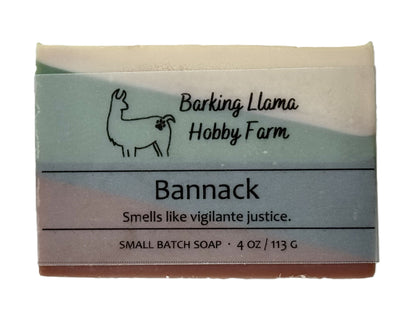 Barking Llama
Hobby Farm
Bannack
Smells like vigilante justice.
SMALL BATCH SOAP · 4 OZ / 113 G